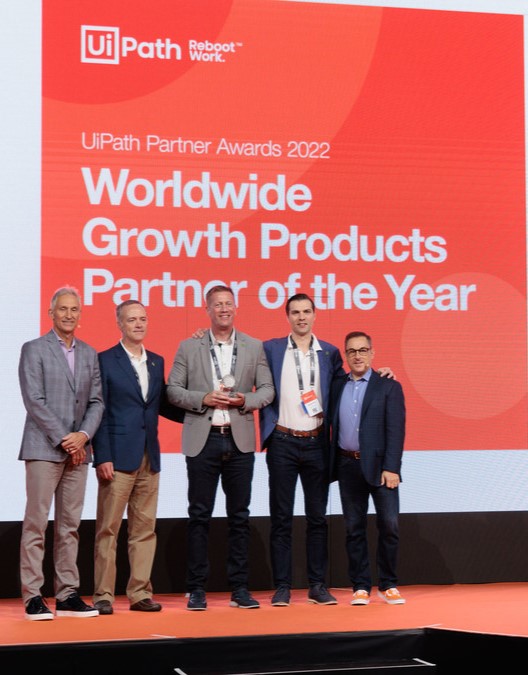 UiPath Reboot™
Work.
UiPath Partner Awards 2022
Worldwide
Growth Products
Partner of the Year